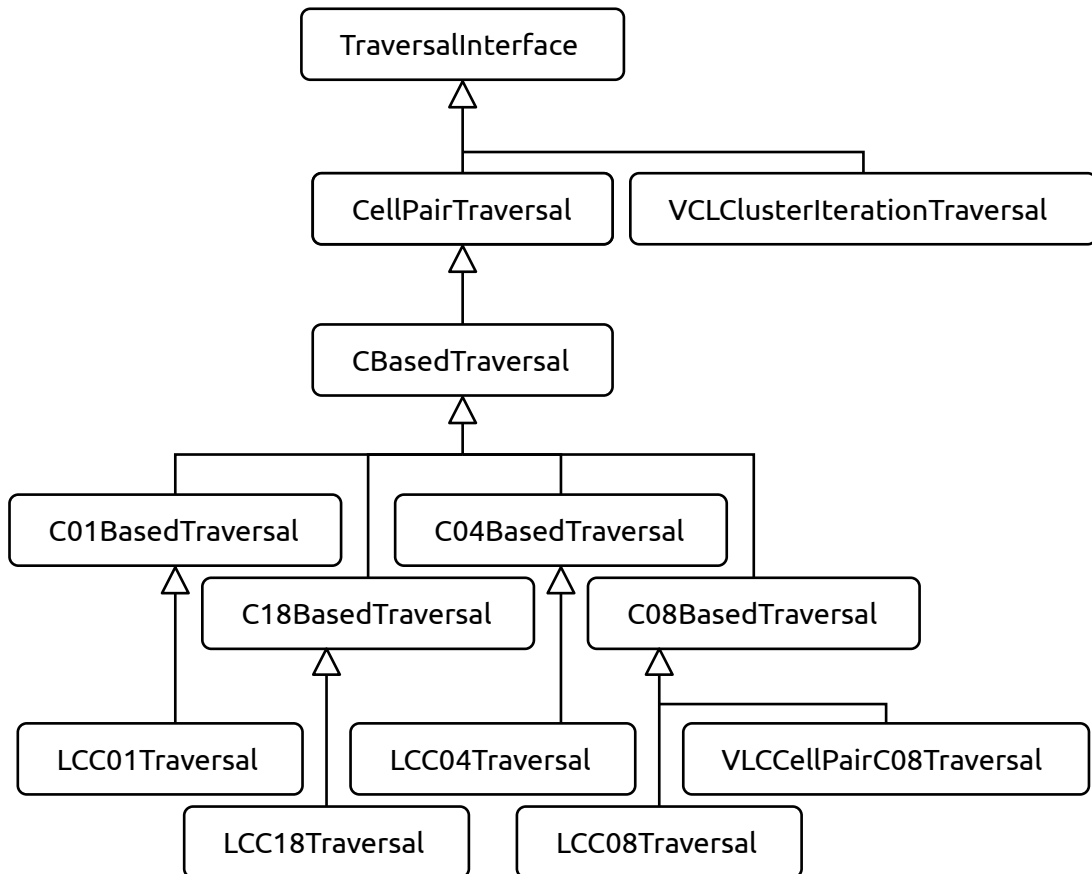 TraversalInterface
CellPairTraversal
VCLClusterIterationTraversal
CBasedTraversal
C01BasedTraversal
C04BasedTraversal
C18BasedTraversal
C08BasedTraversal
LCC01Traversal
LCC04Traversal
VLCCellPairC08Traversal
LCC18Traversal
LCC08Traversal